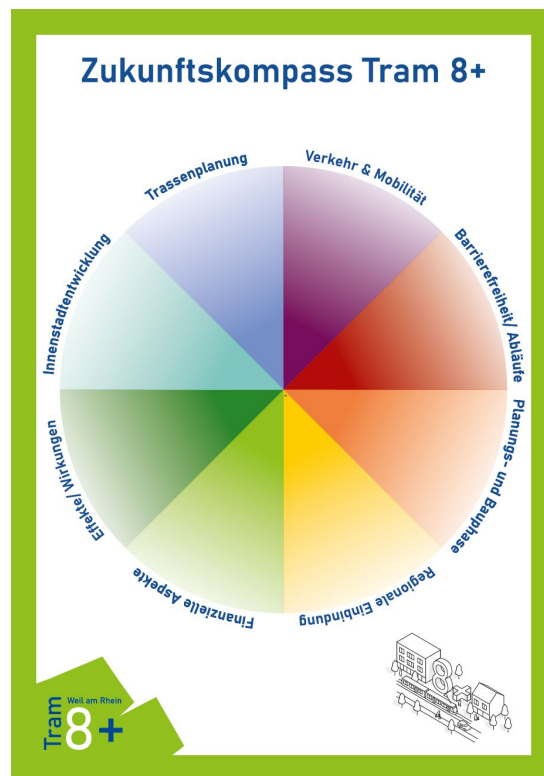 Zukunftskompass Tram 8+
Trassenplanung
Verkehr & Mobilität
Barrierefreiheit/ Abläufe
Planungs- und Bauphase
Regionale Einbindung
Finanzielle Aspekte
Effekte/ Wirkungen
Innenstadtentwicklung
Weil am Rhein
Tram
8+
8+